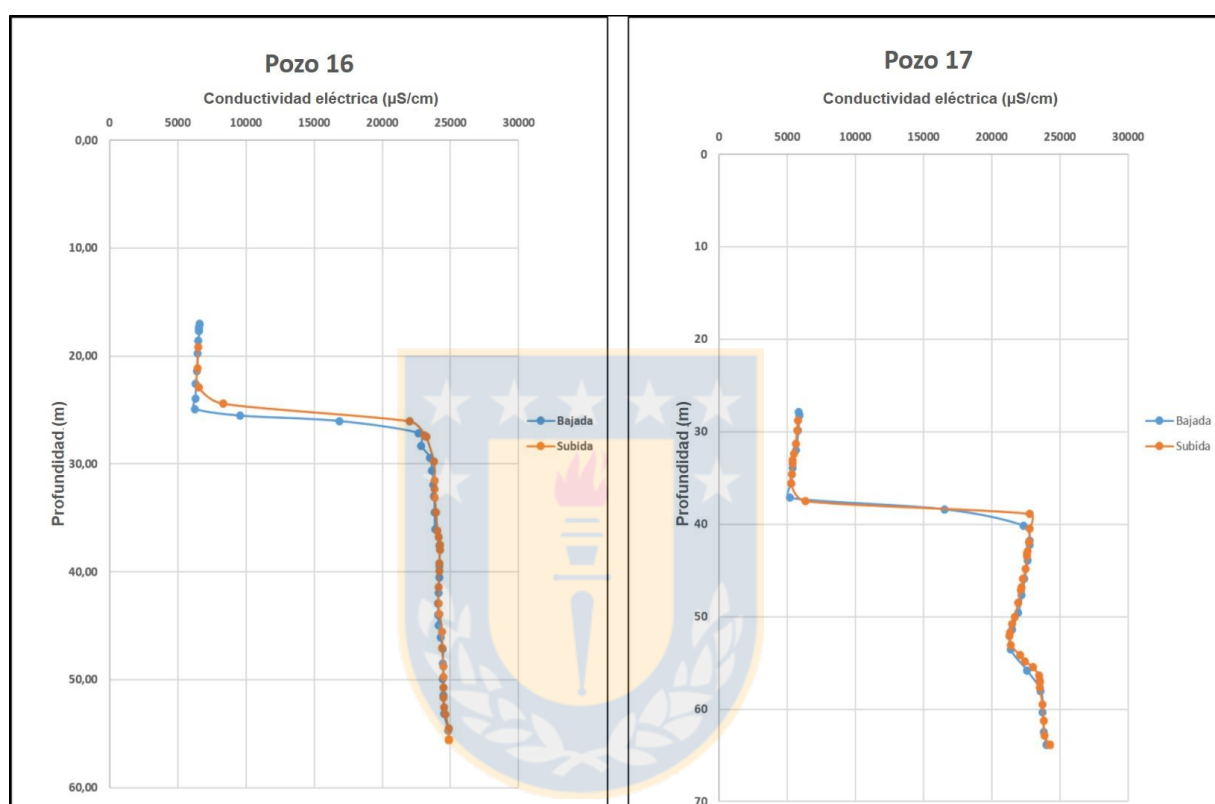 Pozo 16
Conductividad eléctrica (µS/cm)
0 5000 10000 15000 20000 25000 30000
0,00
10,00
20,00
30,00
40,00
50,00
60,00
Profundidad (m)
Bajada
Subida
Pozo 17
Conductividad eléctrica (µS/cm)
0 5000 10000 15000 20000 25000 30000
0
10
20
30
40
50
60
70
Profundidad (m)
Bajada
Subida